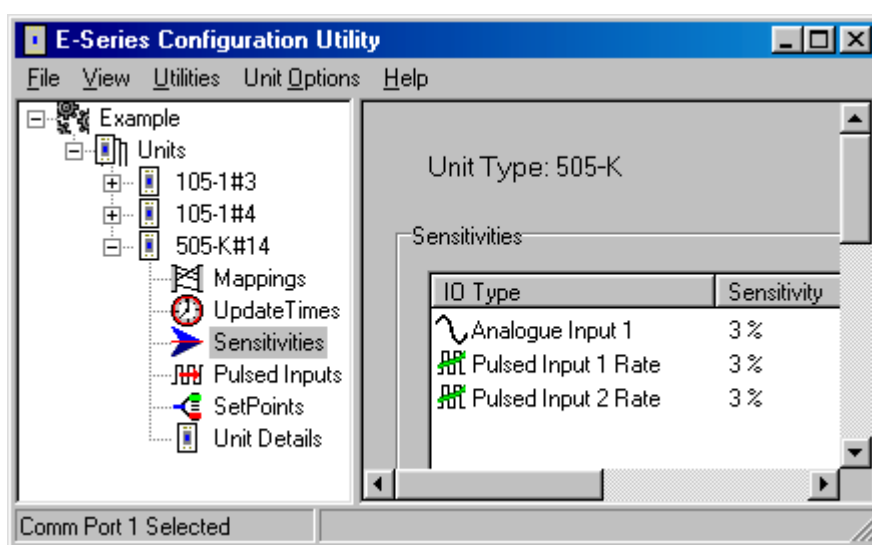 E-Series Configuration Utility
File View Utilities Unit Options Help
Example
Units
105-1#3
105-1#4
505-K#14
Mappings
UpdateTimes
Sensitivities
Pulsed Inputs
SetPoints
Unit Details
Unit Type: 505-K
Sensitivities
IO Type Sensitivity
Analogue Input 1 3 %
Pulsed Input 1 Rate 3 %
Pulsed Input 2 Rate 3 %
Comm Port 1 Selected